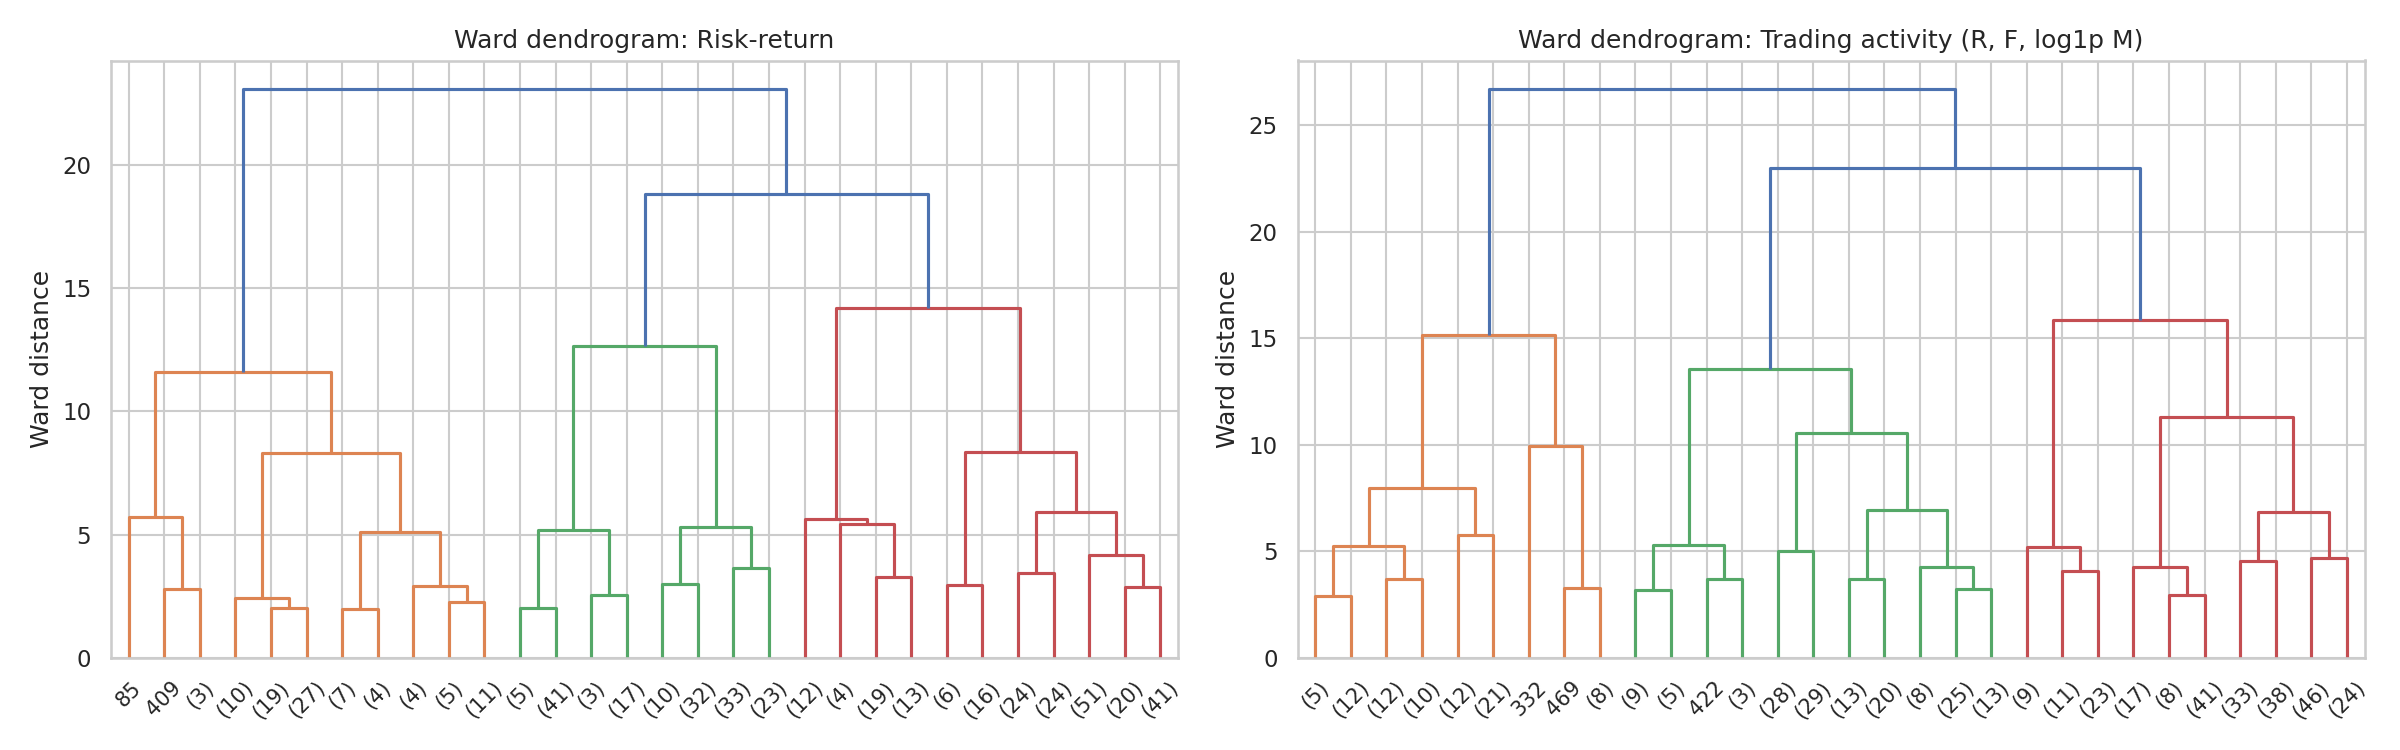 Ward dendrogram: Risk-return
Ward distance
20
15
10
5
0
85 409 (3) (10) (19) (27) (7) (4) (4) (5) (11) (5) (41) (3) (17) (10) (32) (33) (23) (12) (4) (19) (13) (6) (16) (24) (24) (51) (20) (41)
Ward dendrogram: Trading activity (R, F, log1p M)
Ward distance
25
20
15
10
5
0
(5) (12) (12) (10) (12) (21) 332 469 (8) (9) (5) 422 (3) (28) (29) (13) (20) (8) (25) (13) (9) (11) (23) (17) (8) (41) (33) (38) (46) (24)